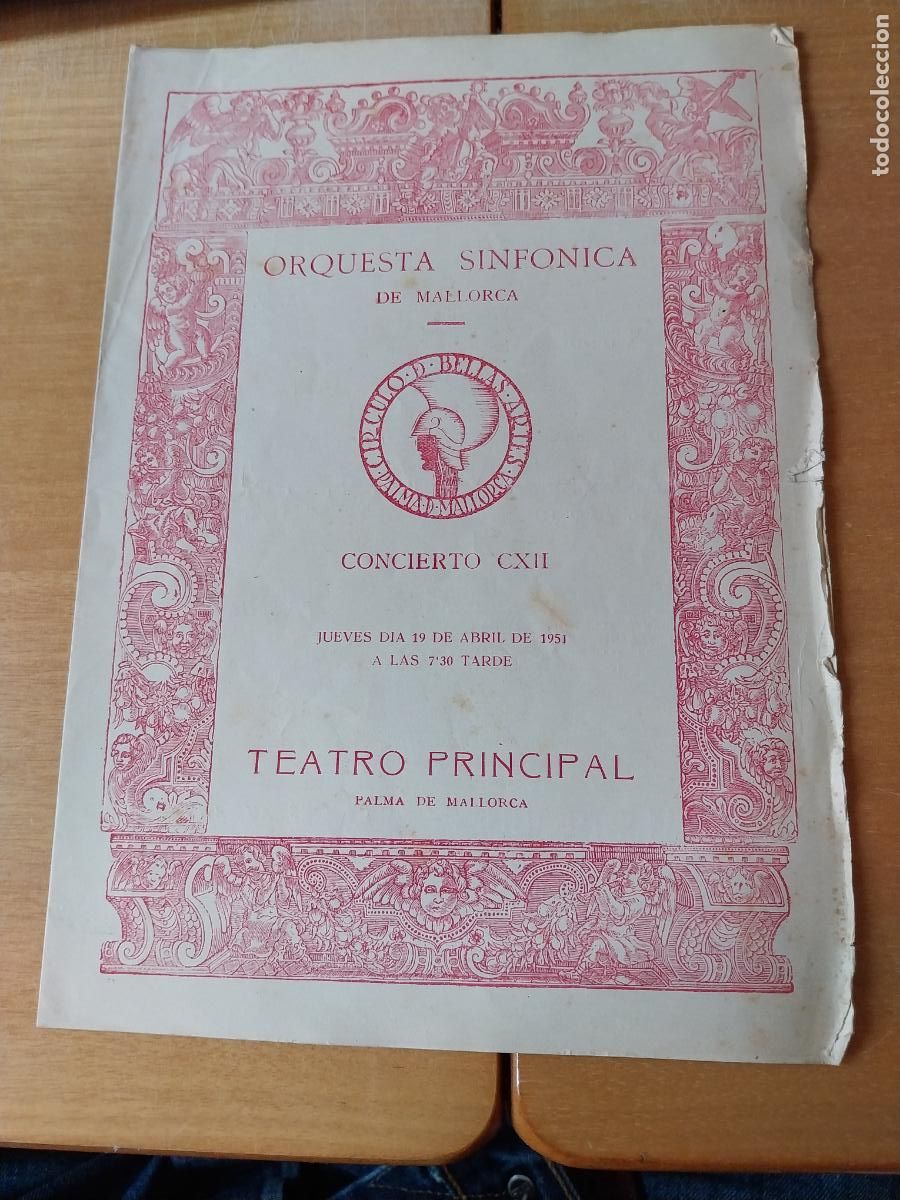 ORQUESTA SINFONICA
DE MALLORCA
CIRCULO·D·BELLAS·ARTES·
PALMA·D·MALLORCA·
CONCIERTO CXII
JUEVES DIA 19 DE ABRIL DE 1951
A LAS 7'30 TARDE
TEATRO PRINCIPAL
PALMA DE MALLORCA
todocoleccion